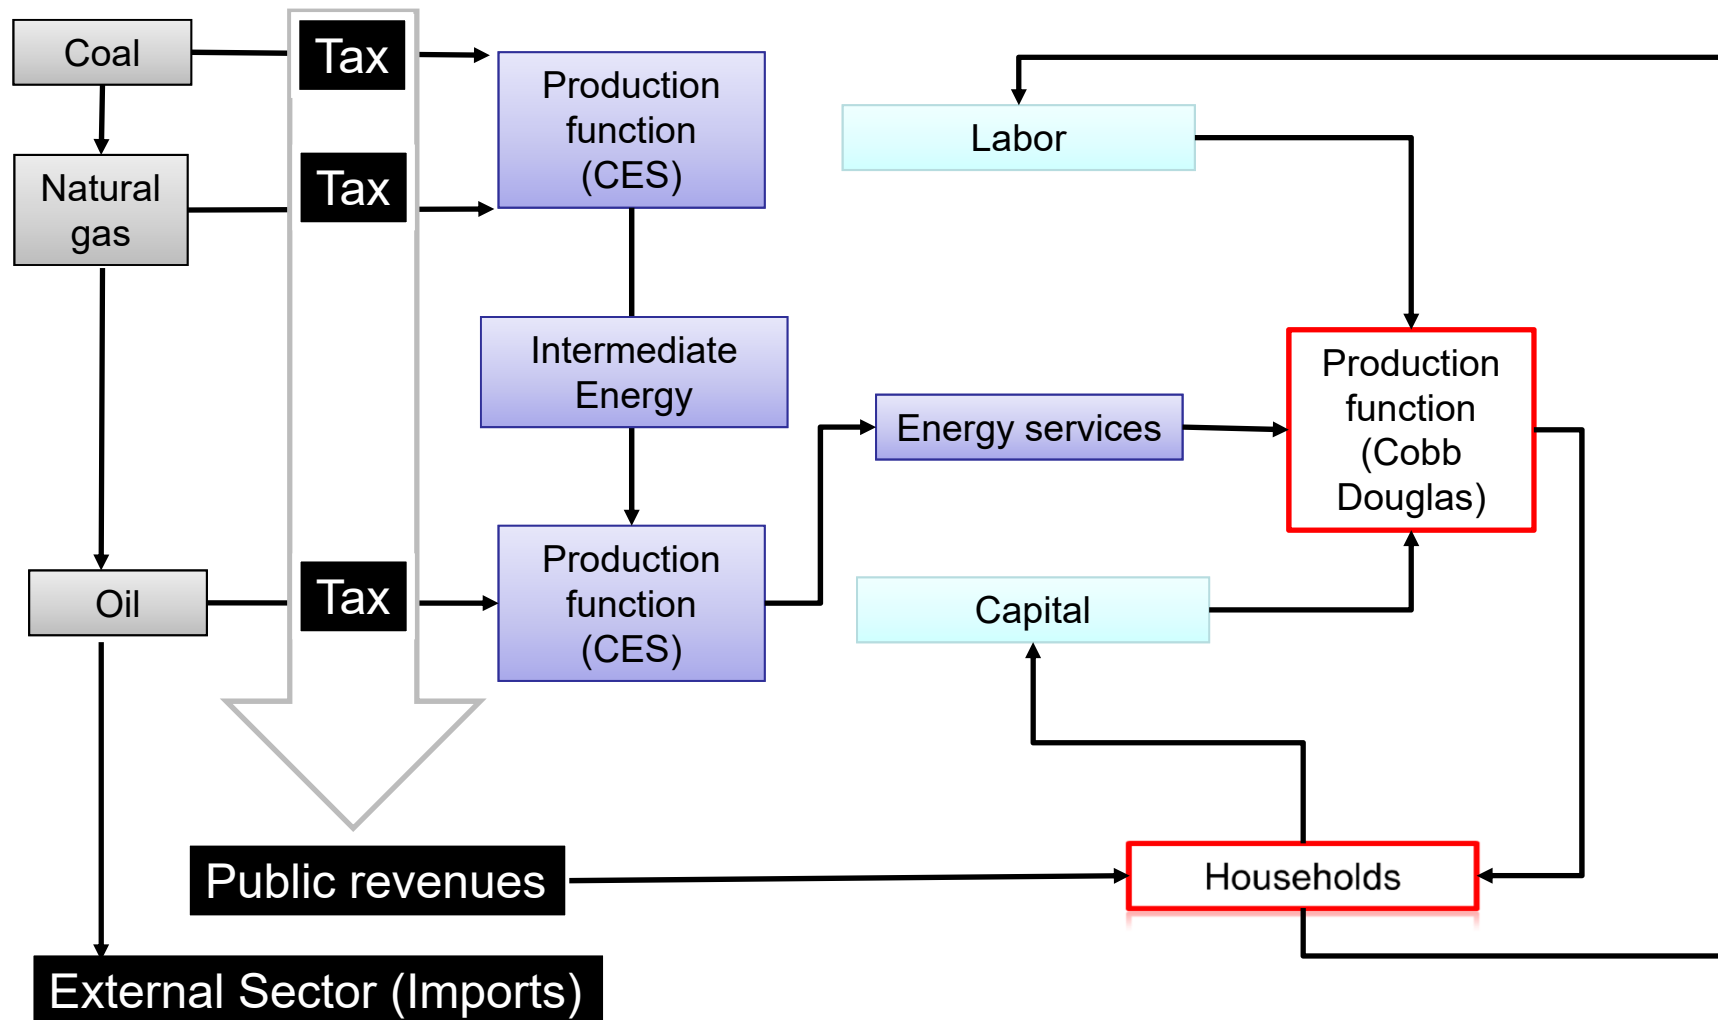 Coal
Tax
Production
function
(CES)
Labor
Natural
gas
Tax
Intermediate
Energy
Energy services
Production
function
(Cobb
Douglas)
Oil
Tax
Production
function
(CES)
Capital
Public revenues
Households
External Sector (Imports)